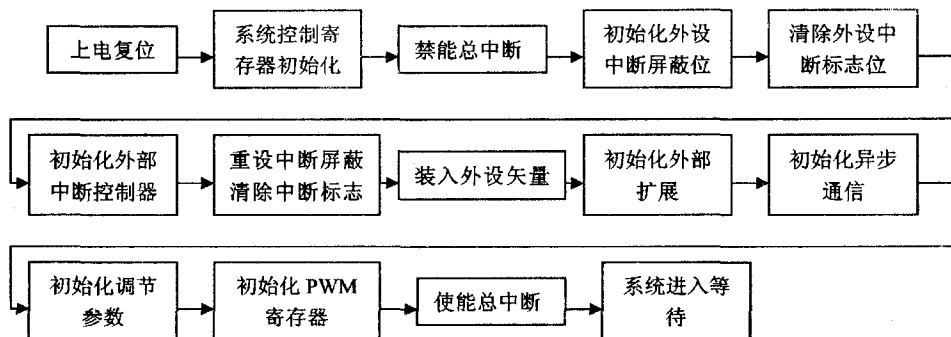 上电复位
系统控制寄
存器初始化
禁能总中断
初始化外设
中断屏蔽位
清除外设中
断标志位
初始化外部
中断控制器
重设中断屏蔽
清除中断标志
装入外设矢量
初始化外部
扩展
初始化异步
通信
初始化调节
参数
初始化 PWM
寄存器
使能总中断
系统进入等
待